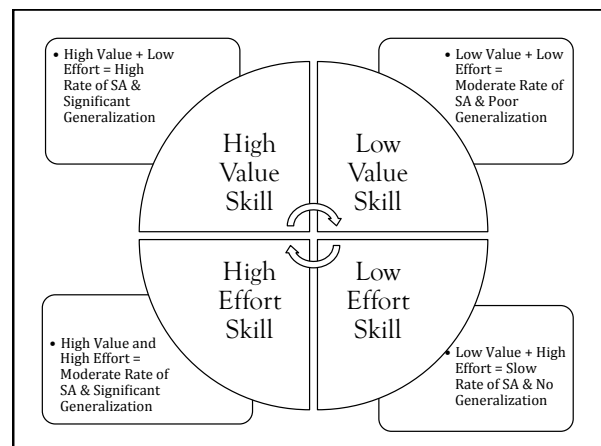 • High Value + Low
Effort = High
Rate of SA &
Significant
Generalization
• Low Value + Low
Effort =
Moderate Rate of
SA & Poor
Generalization
High
Value
Skill
Low
Value
Skill
High
Effort
Skill
Low
Effort
Skill
• High Value and
High Effort =
Moderate Rate of
SA & Significant
Generalization
• Low Value + High
Effort = Slow
Rate of SA & No
Generalization